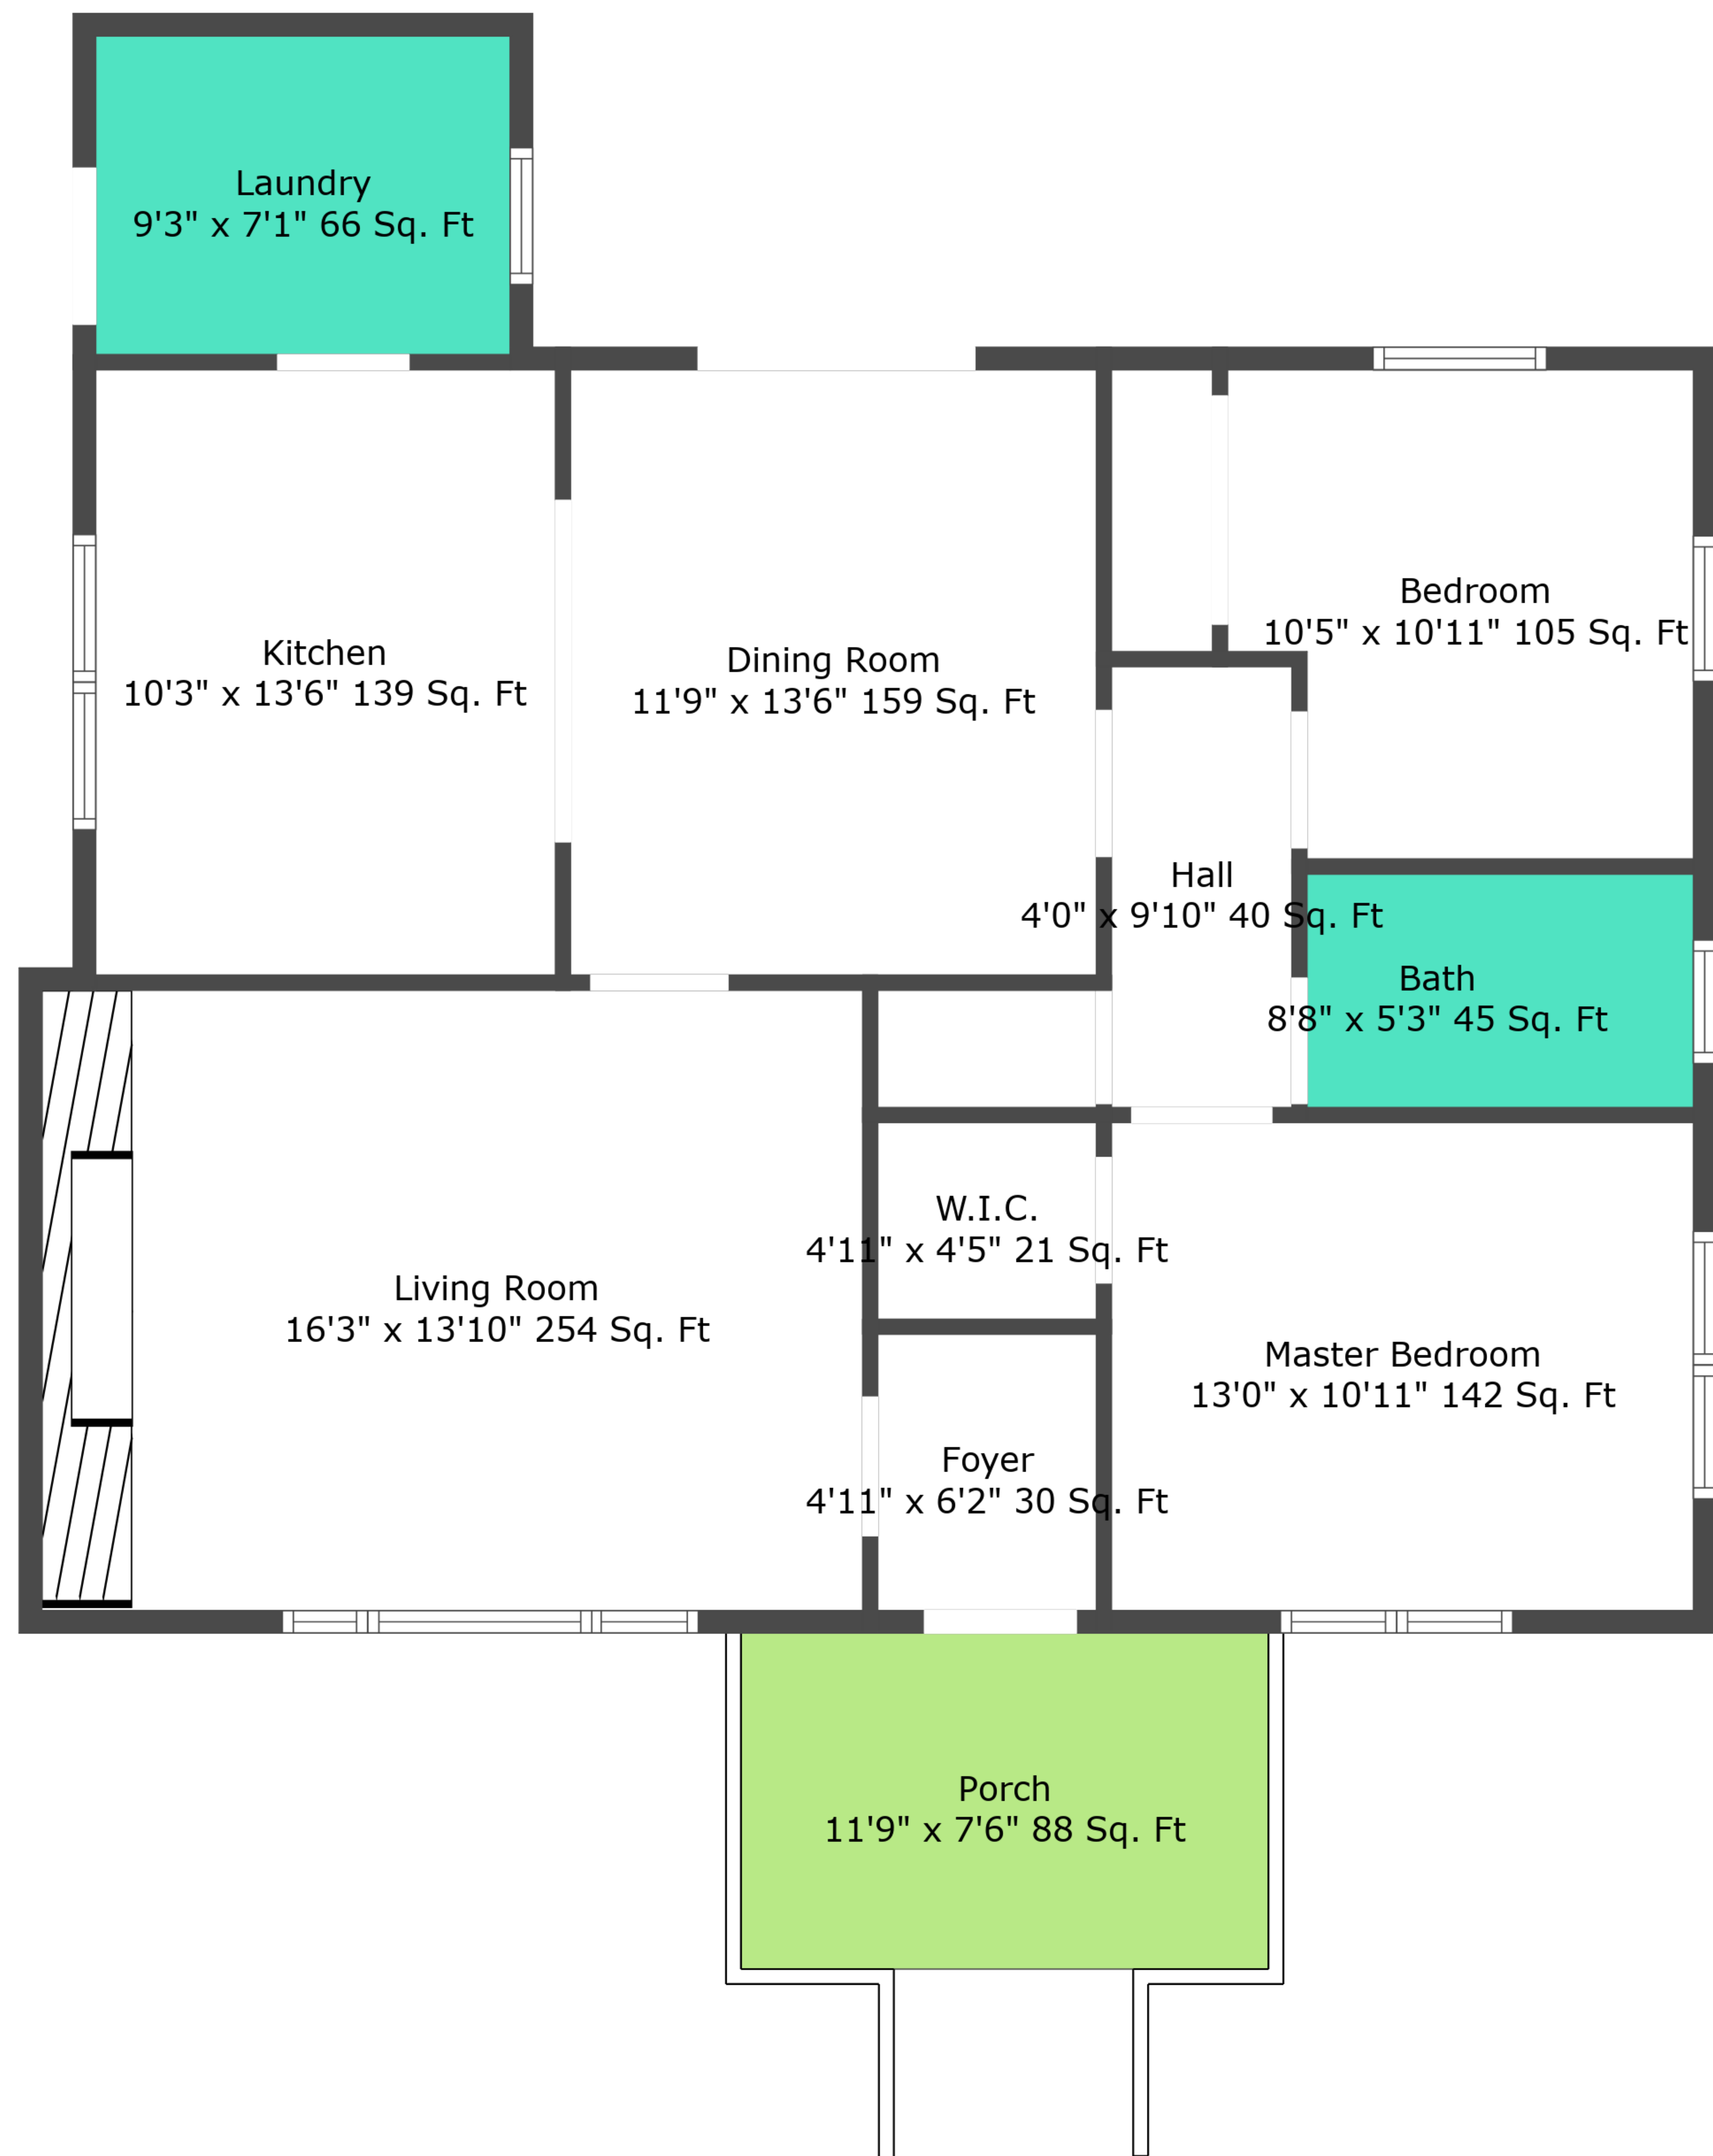 Laundry
9'3" x 7'1" 66 Sq. Ft
Bedroom
10'5" x 10'11" 105 Sq. Ft
Kitchen
10'3" x 13'6" 139 Sq. Ft
Dining Room
11'9" x 13'6" 159 Sq. Ft
Hall
4'0" x 9'10" 40 Sq. Ft
Bath
8'8" x 5'3" 45 Sq. Ft
W.I.C.
4'11" x 4'5" 21 Sq. Ft
Living Room
16'3" x 13'10" 254 Sq. Ft
Master Bedroom
13'0" x 10'11" 142 Sq. Ft
Foyer
4'11" x 6'2" 30 Sq. Ft
Porch
11'9" x 7'6" 88 Sq. Ft